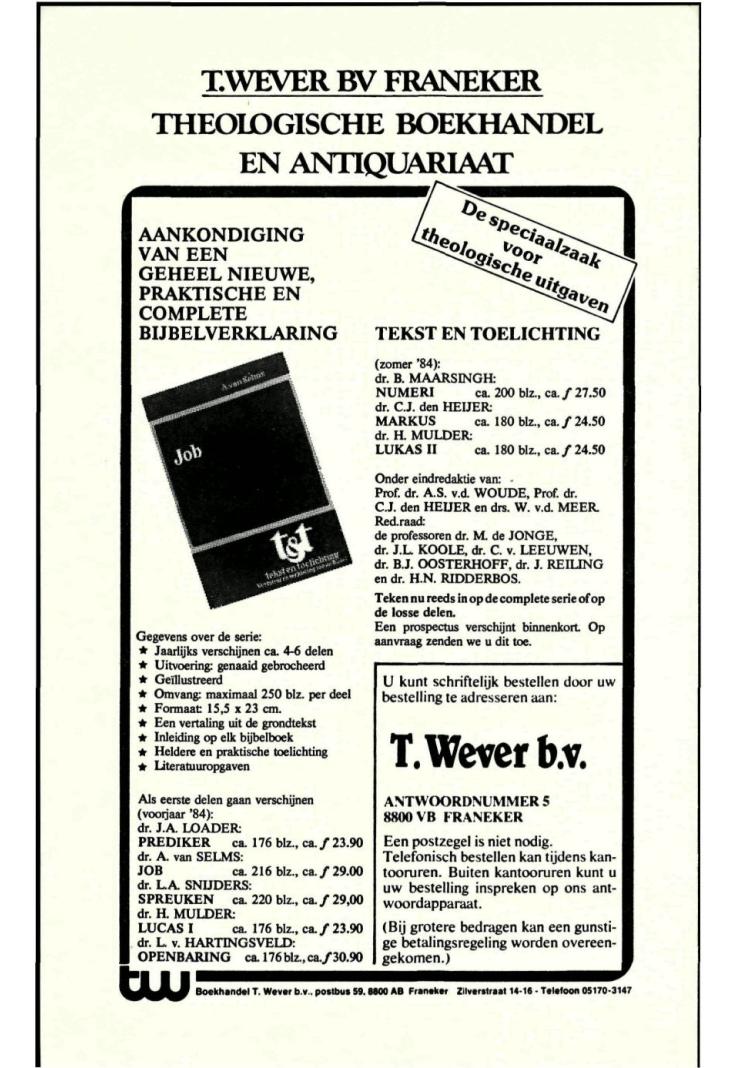 T.WEVER BV FRANEKER
THEOLOGISCHE BOEKHANDEL
EN ANTIQUARIAAT
De speciaalzaak
voor
theologische uitgaven
AANKONDIGING
VAN EEN
GEHEEL NIEUWE,
PRAKTISCHE EN
COMPLETE
BIJBELVERKLARING
A. van Selms
Job
t&t
tekst en toelichting
Gegevens over de serie:
★ Jaarlijks verschijnen ca. 4-6 delen
★ Uitvoering: genaaid gebrocheerd
★ Geïllustreerd
★ Omvang: maximaal 250 blz. per deel
★ Formaat: 15,5 x 23 cm.
★ Een vertaling uit de grondtekst
★ Inleiding op elk bijbelboek
★ Heldere en praktische toelichting
★ Literatuuropgaven
Als eerste delen gaan verschijnen
(voorjaar '84):
dr. J.A. LOADER:
PREDIKER ca. 176 blz., ca. ƒ 23.90
dr. A. van SELMS:
JOB ca. 216 blz., ca. ƒ 29.00
dr. L.A. SNIJDERS:
SPREUKEN ca. 220 blz., ca. ƒ 29,00
dr. H. MULDER:
LUCAS I ca. 176 blz., ca. ƒ 23.90
dr. L. v. HARTINGSVELD:
OPENBARING ca. 176 blz., ca. ƒ 30.90
TEKST EN TOELICHTING
(zomer '84):
dr. B. MAARSINGH:
NUMERI ca. 200 blz., ca. ƒ 27.50
dr. C.J. den HEIJER:
MARKUS ca. 180 blz., ca. ƒ 24.50
dr. H. MULDER:
LUKAS II ca. 180 blz., ca. ƒ 24.50
Onder eindredaktie van:
Prof. dr. A.S. v.d. WOUDE, Prof. dr.
C.J. den HEIJER en drs. W. v.d. MEER.
Red.raad:
de professoren dr. M. de JONGE,
dr. J.L. KOOLE, dr. C. v. LEEUWEN,
dr. B.J. OOSTERHOFF, dr. J. REILING
en dr. H.N. RIDDERBOS.
Teken nu reeds in op de complete serie of op
de losse delen.
Een prospectus verschijnt binnenkort. Op
aanvraag zenden we u dit toe.
U kunt schriftelijk bestellen door uw
bestelling te adresseren aan:
T. Wever b.v.
ANTWOORDNUMMER 5
8800 VB FRANEKER
Een postzegel is niet nodig.
Telefonisch bestellen kan tijdens kan-
tooruren. Buiten kantooruren kunt u
uw bestelling inspreken op ons ant-
woordapparaat.
(Bij grotere bedragen kan een gunsti-
ge betalingsregeling worden overeen-
gekomen.)
tw
Boekhandel T. Wever b.v., postbus 59, 8800 AB Franeker Zilverstraat 14-16 - Telefoon 05170-3147